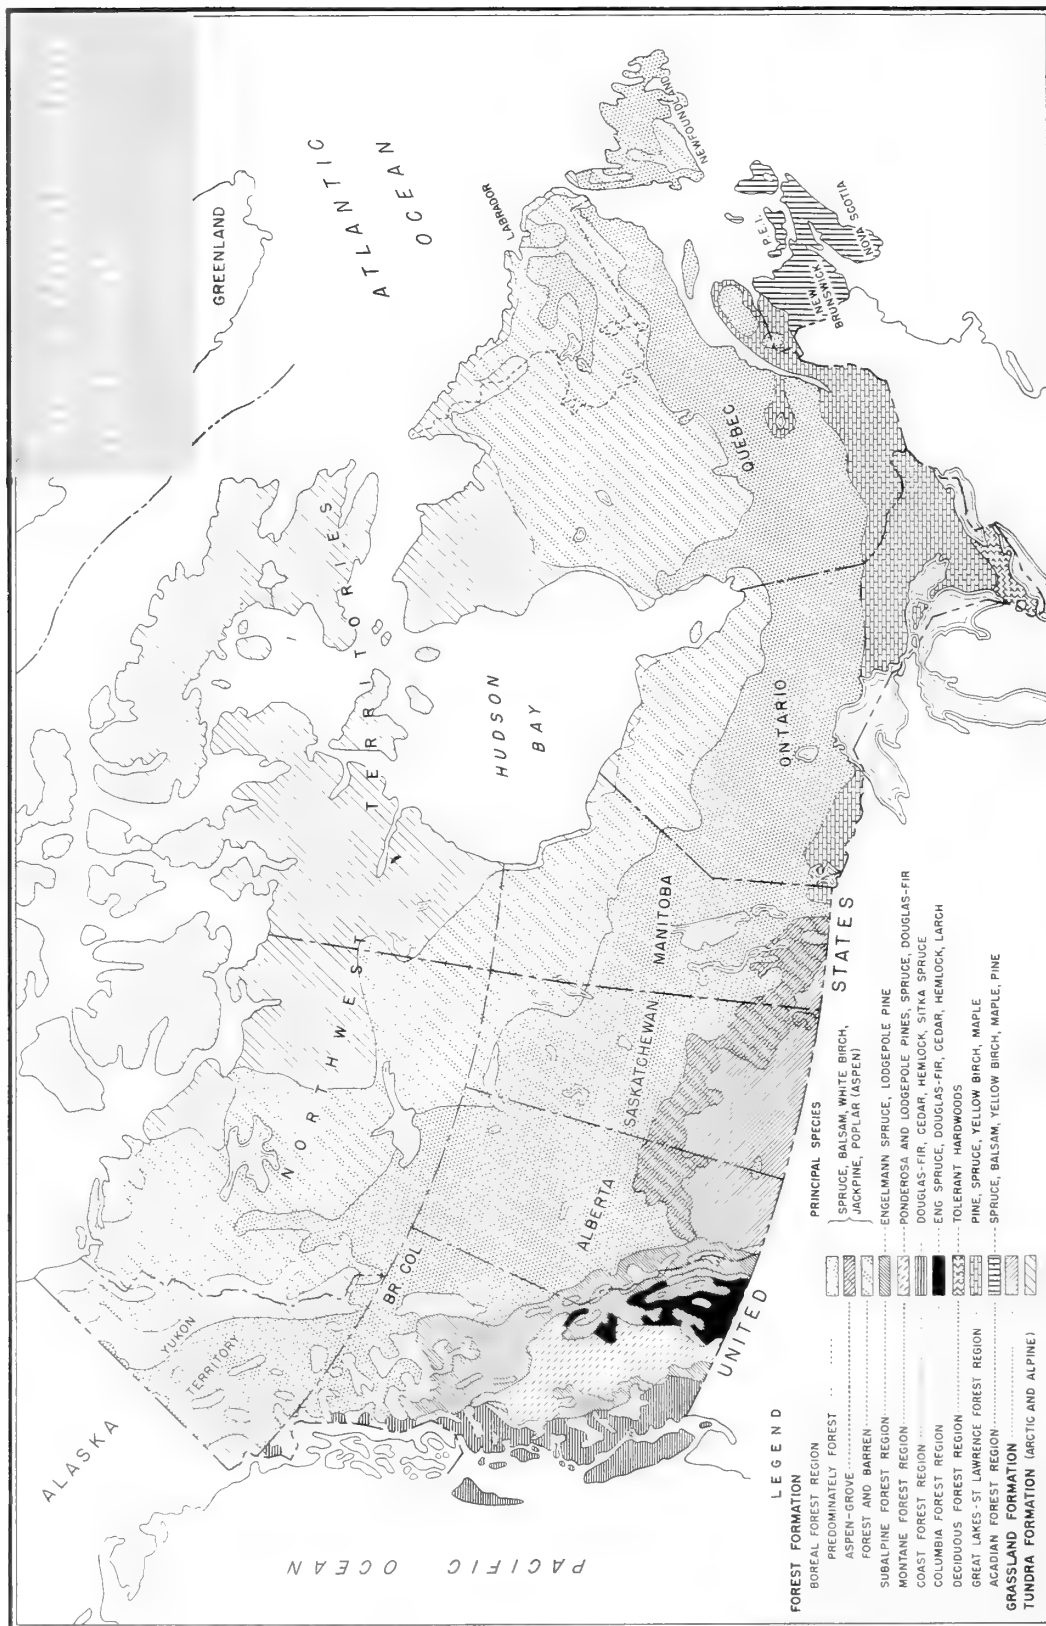 GREENLAND
ATLANTIC
OCEAN
LABRADOR
NEWFOUNDLAND
P.E.I.
NEW
BRUNSWICK
NOVA SCOTIA
QUEBEC
ONTARIO
HUDSON
BAY
NORTHWEST TERRITORIES
MANITOBA
SASKATCHEWAN
ALBERTA
BR COL
YUKON
TERRITORY
ALASKA
PACIFIC OCEAN
UNITED STATES
LEGEND
FOREST FORMATION
PRINCIPAL SPECIES
BOREAL FOREST REGION
PREDOMINATELY FOREST
ASPEN-GROVE
FOREST AND BARREN
SPRUCE, BALSAM, WHITE BIRCH,
JACKPINE, POPLAR (ASPEN)
SUBALPINE FOREST REGION ENGELMANN SPRUCE, LODGEPOLE PINE
MONTANE FOREST REGION PONDEROSA AND LODGEPOLE PINES, SPRUCE, DOUGLAS-FIR
COAST FOREST REGION DOUGLAS-FIR, CEDAR, HEMLOCK, SITKA SPRUCE
COLUMBIA FOREST REGION ENG SPRUCE, DOUGLAS-FIR, CEDAR, HEMLOCK, LARCH
DECIDUOUS FOREST REGION TOLERANT HARDWOODS
GREAT LAKES-ST LAWRENCE FOREST REGION PINE, SPRUCE, YELLOW BIRCH, MAPLE
ACADIAN FOREST REGION SPRUCE, BALSAM, YELLOW BIRCH, MAPLE, PINE
GRASSLAND FORMATION
TUNDRA FORMATION (ARCTIC AND ALPINE)